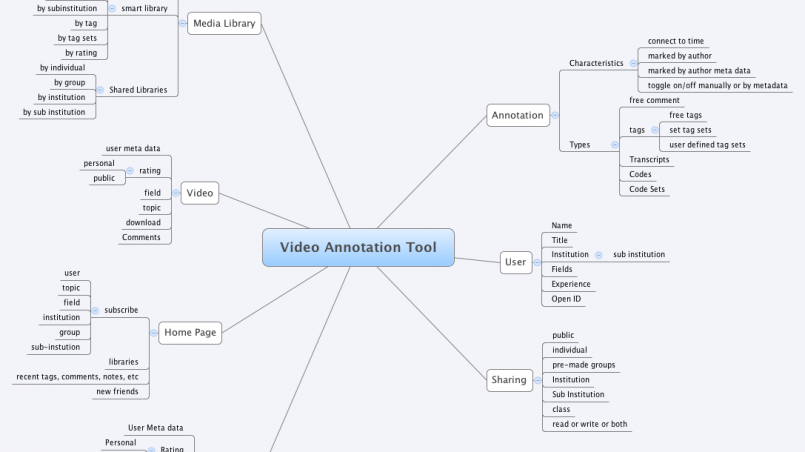 Video Annotation Tool
Media Library
smart library
by subinstitution
by tag
by tag sets
by rating
Shared Libraries
by individual
by group
by institution
by sub institution
Video
user meta data
rating
personal
public
field
topic
download
Comments
Home Page
subscribe
user
topic
field
institution
group
sub-instution
libraries
recent tags, comments, notes, etc
new friends
User Meta data
Rating
Personal
Annotation
Characteristics
connect to time
marked by author
marked by author meta data
toggle on/off manually or by metadata
Types
free comment
tags
free tags
set tag sets
user defined tag sets
Transcripts
Codes
Code Sets
User
Name
Title
Institution
sub institution
Fields
Experience
Open ID
Sharing
public
individual
pre-made groups
Institution
Sub Institution
class
read or write or both